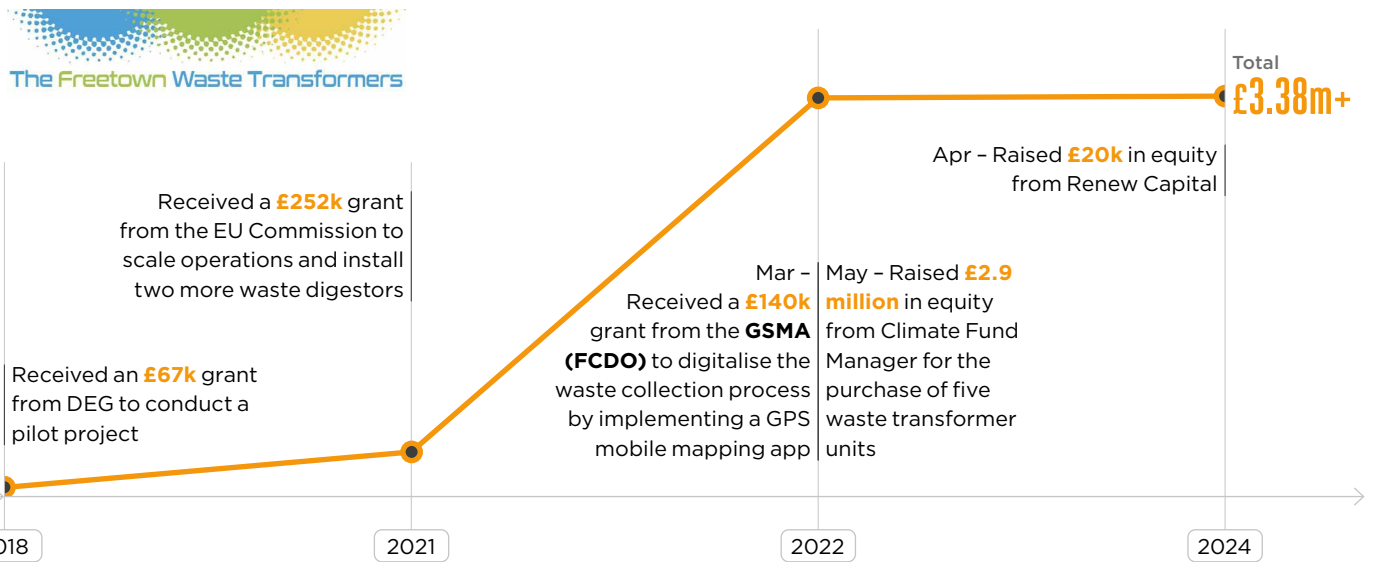 The Freetown Waste Transformers
Total
£3.38m+
Apr – Raised £20k in equity
from Renew Capital
Received a £252k grant
from the EU Commission to
scale operations and install
two more waste digestors
Mar –
Received a £140k
grant from the GSMA
(FCDO) to digitalise the
waste collection process
by implementing a GPS
mobile mapping app
May – Raised £2.9
million in equity
from Climate Fund
Manager for the
purchase of five
waste transformer
units
Received an £67k grant
from DEG to conduct a
pilot project
018
2021
2022
2024